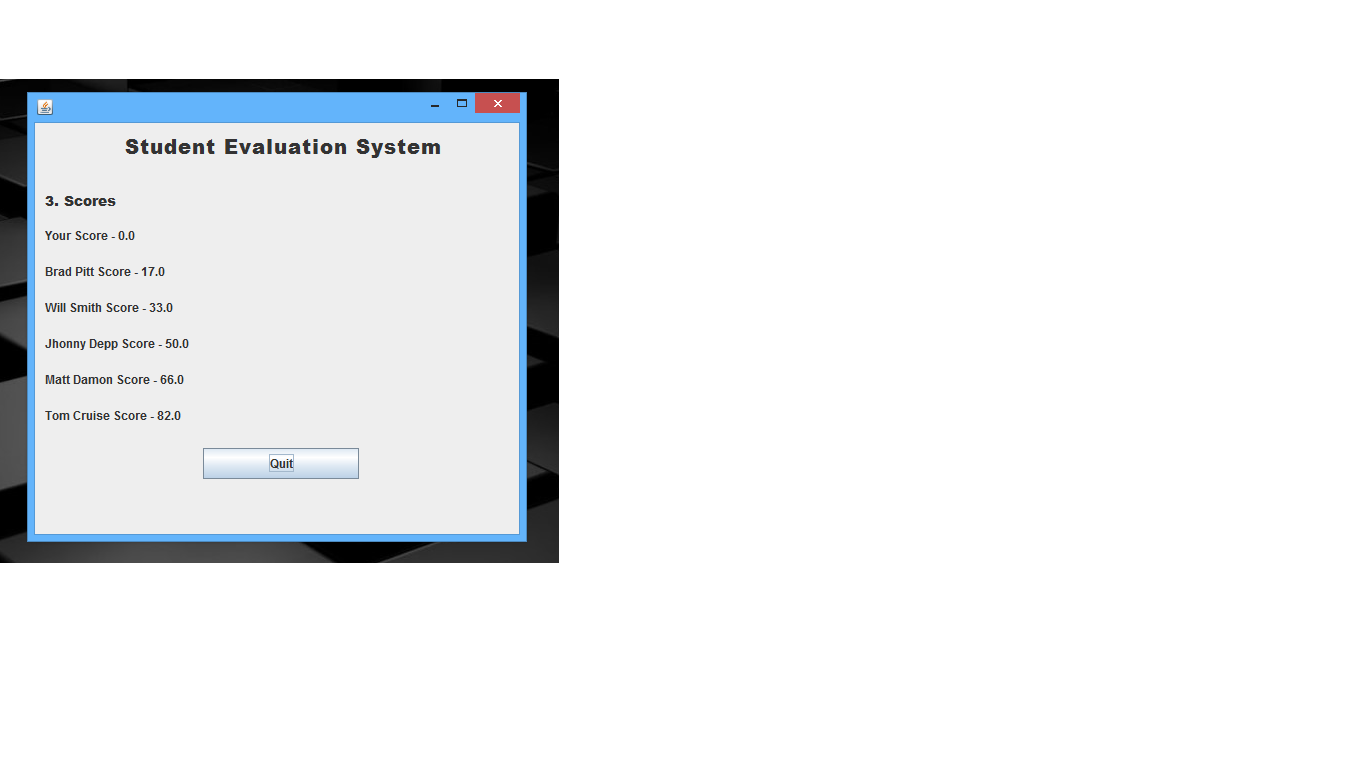 Student Evaluation System
3. Scores
Your Score - 0.0
Brad Pitt Score - 17.0
Will Smith Score - 33.0
Jhonny Depp Score - 50.0
Matt Damon Score - 66.0
Tom Cruise Score - 82.0
Quit